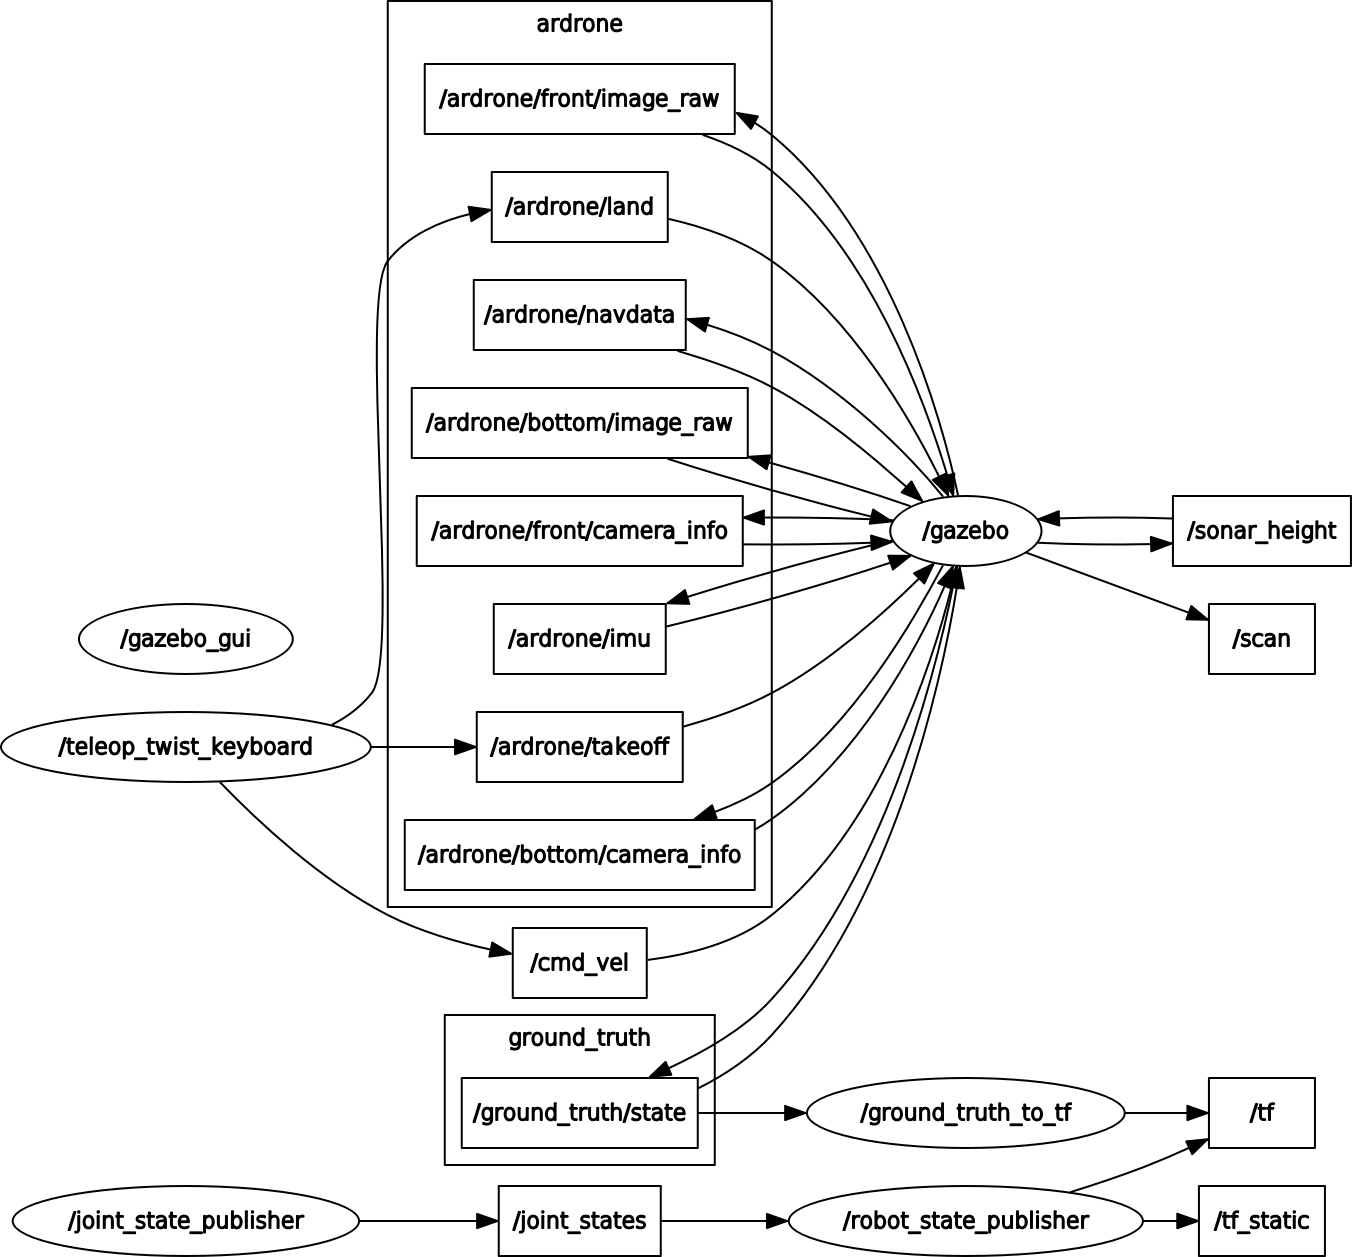 ardrone
/ardrone/front/image_raw
/ardrone/land
/ardrone/navdata
/ardrone/bottom/image_raw
/ardrone/front/camera_info
/gazebo
/sonar_height
/ardrone/imu
/scan
/gazebo_gui
/teleop_twist_keyboard
/ardrone/takeoff
/ardrone/bottom/camera_info
/cmd_vel
ground_truth
/ground_truth/state
/ground_truth_to_tf
/tf
/joint_state_publisher
/joint_states
/robot_state_publisher
/tf_static